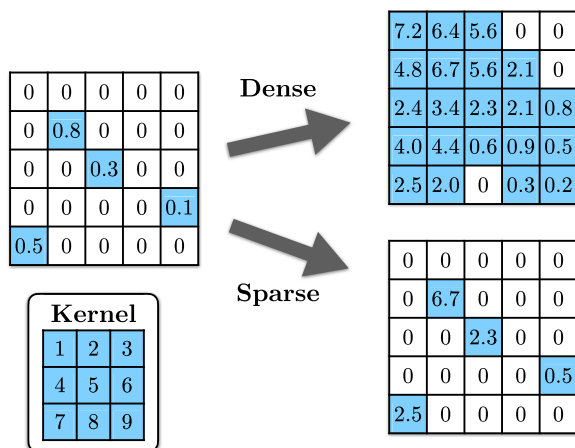 7.2 6.4 5.6 0 0
4.8 6.7 5.6 2.1 0
2.4 3.4 2.3 2.1 0.8
4.0 4.4 0.6 0.9 0.5
2.5 2.0 0 0.3 0.2
Dense
0 0 0 0 0
0 0.8 0 0 0
0 0 0.3 0 0
0 0 0 0 0.1
0.5 0 0 0 0
Sparse
0 0 0 0 0
0 6.7 0 0 0
0 0 2.3 0 0
0 0 0 0 0.5
2.5 0 0 0 0
Kernel
1 2 3
4 5 6
7 8 9